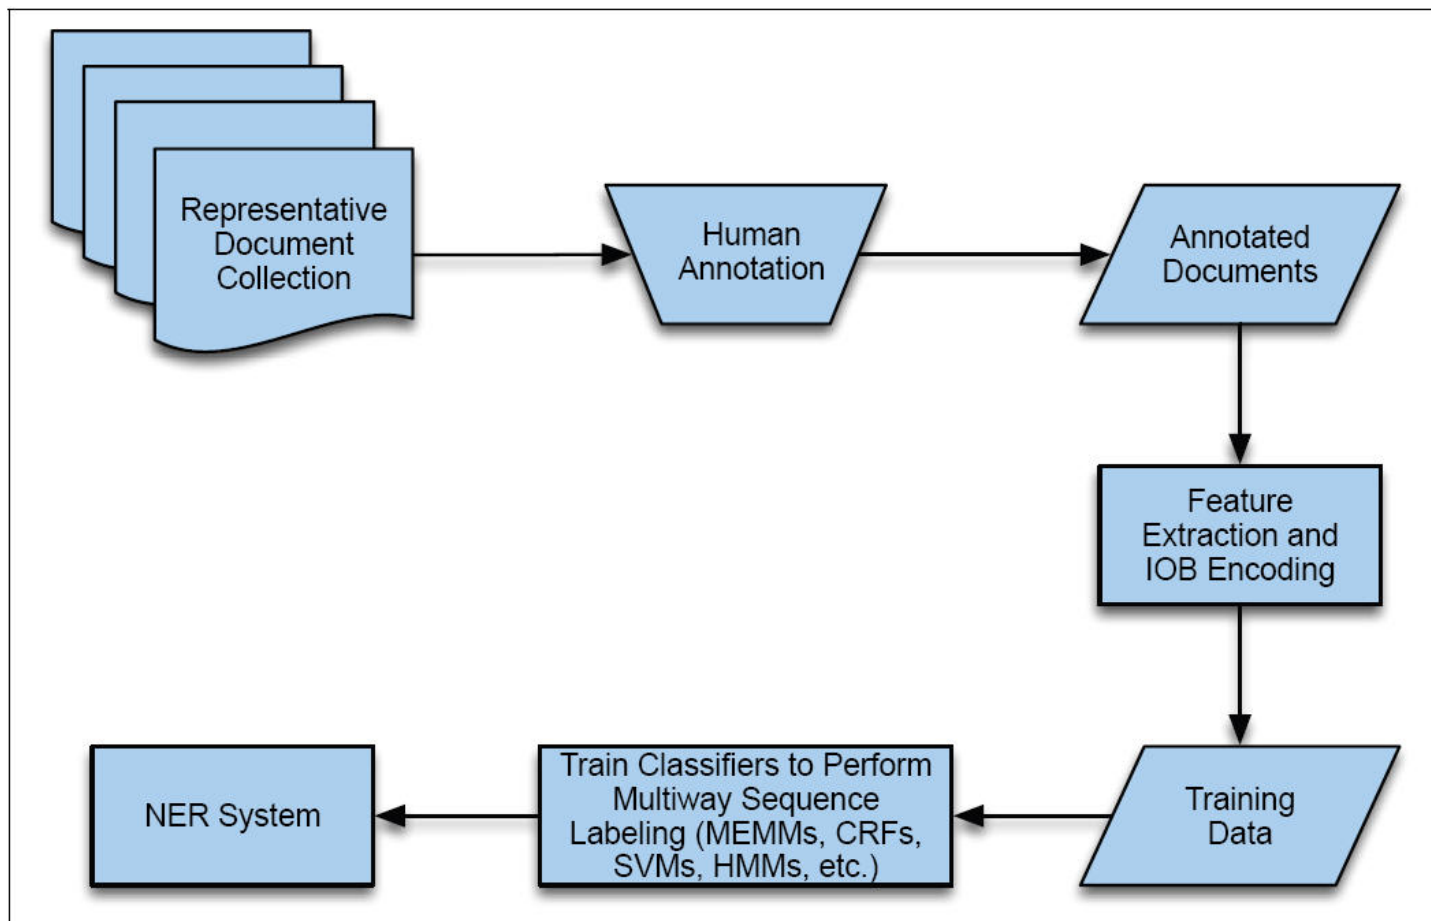 Representative
Document
Collection
Human
Annotation
Annotated
Documents
Feature
Extraction and
IOB Encoding
Training
Data
Train Classifiers to Perform
Multiway Sequence
Labeling (MEMMs, CRFs,
SVMs, HMMs, etc.)
NER System